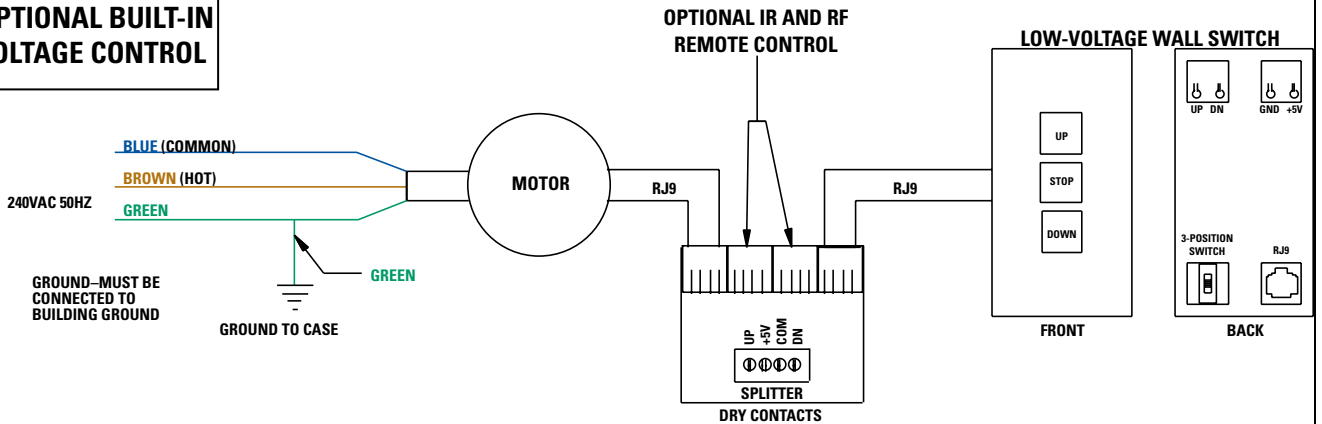 PTIONAL BUILT-IN
OLTAGE CONTROL
OPTIONAL IR AND RF
REMOTE CONTROL
LOW-VOLTAGE WALL SWITCH
BLUE (COMMON)
BROWN (HOT)
240VAC 50HZ
GREEN
GREEN
GROUND–MUST BE
CONNECTED TO
BUILDING GROUND
GROUND TO CASE
MOTOR
RJ9
RJ9
UP
+5V
COM
DN
SPLITTER
DRY CONTACTS
UP
STOP
DOWN
FRONT
UP DN
GND +5V
3-POSITION
SWITCH
RJ9
BACK